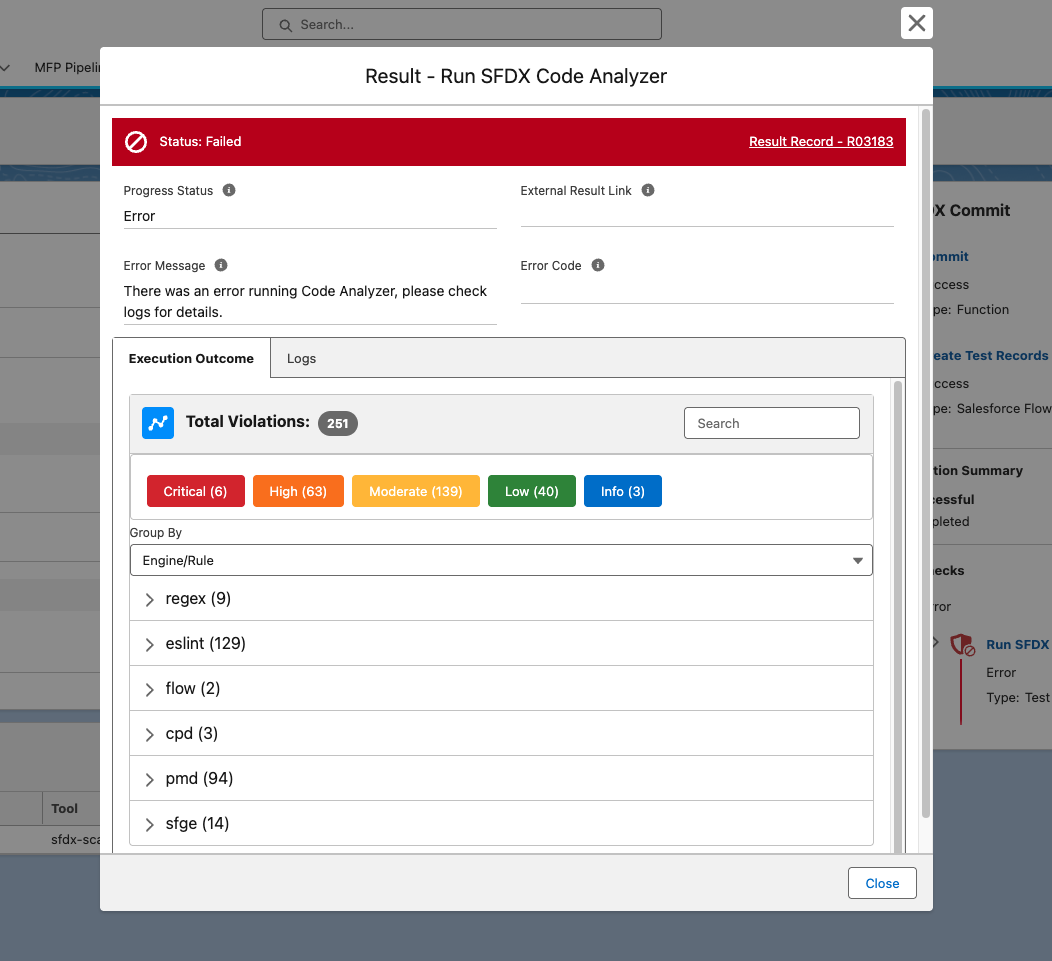 Search...
MFP Pipelin
Result - Run SFDX Code Analyzer
Status: Failed
Result Record - R03183
Progress Status
External Result Link
Error
Error Message
Error Code
There was an error running Code Analyzer, please check
logs for details.
Execution Outcome
Logs
Total Violations: 251
Search
Critical (6)
High (63)
Moderate (139)
Low (40)
Info (3)
Group By
Engine/Rule
regex (9)
eslint (129)
flow (2)
cpd (3)
pmd (94)
sfge (14)
Close
X Commit
ommit
ccess
pe: Function
eate Test Records
ccess
pe: Salesforce Flow
tion Summary
essful
pleted
ecks
ror
Run SFDX
Error
Type: Test
Tool
sfdx-sca